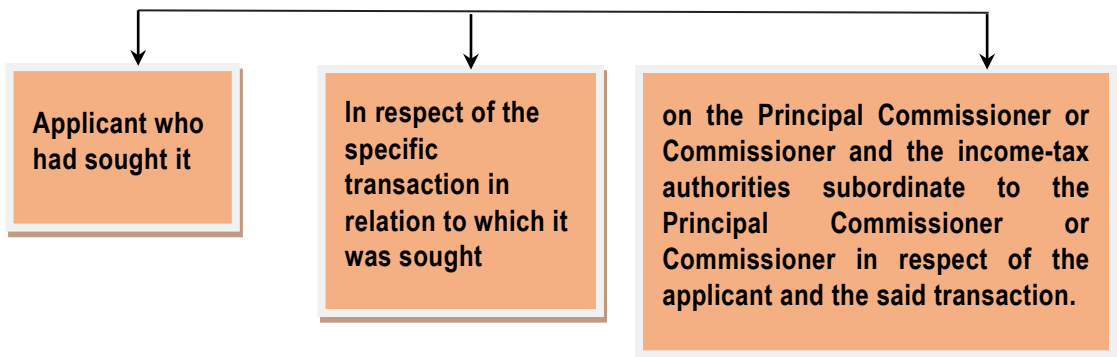 Applicant who
had sought it
In respect of the
specific
transaction in
relation to which it
was sought
on the Principal Commissioner or
Commissioner and the income-tax
authorities subordinate to the
Principal Commissioner or
Commissioner in respect of the
applicant and the said transaction.